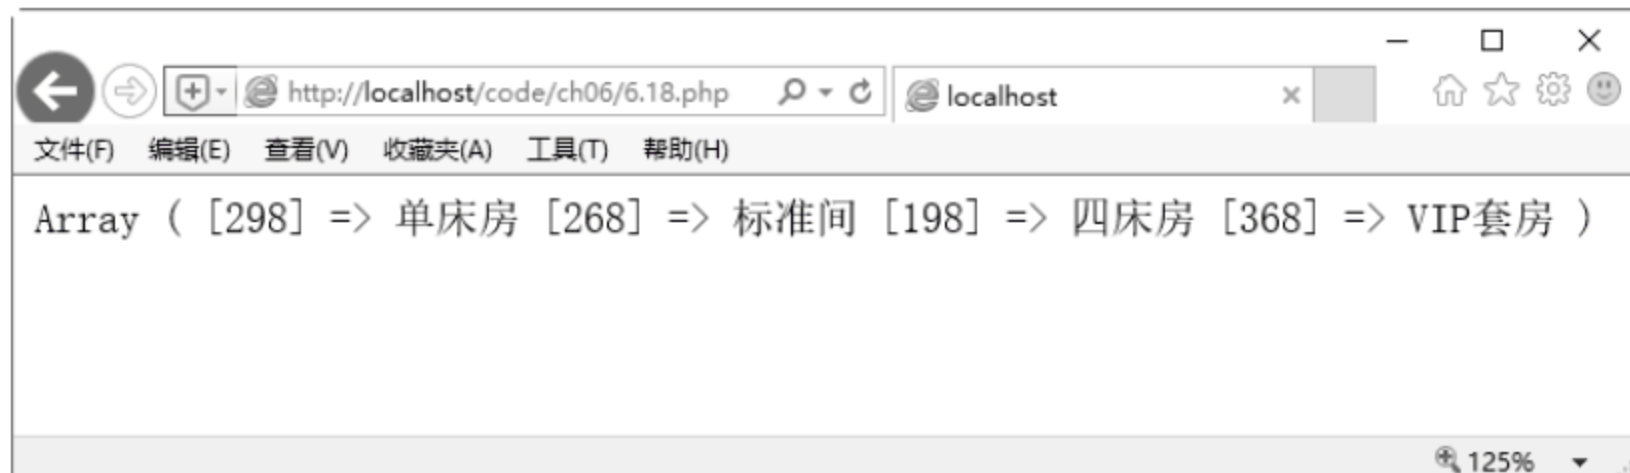 http://localhost/code/ch06/6.18.php
localhost
文件(F) 编辑(E) 查看(V) 收藏夹(A) 工具(T) 帮助(H)
Array ( [298] => 单床房 [268] => 标准间 [198] => 四床房 [368] => VIP套房 )
125%